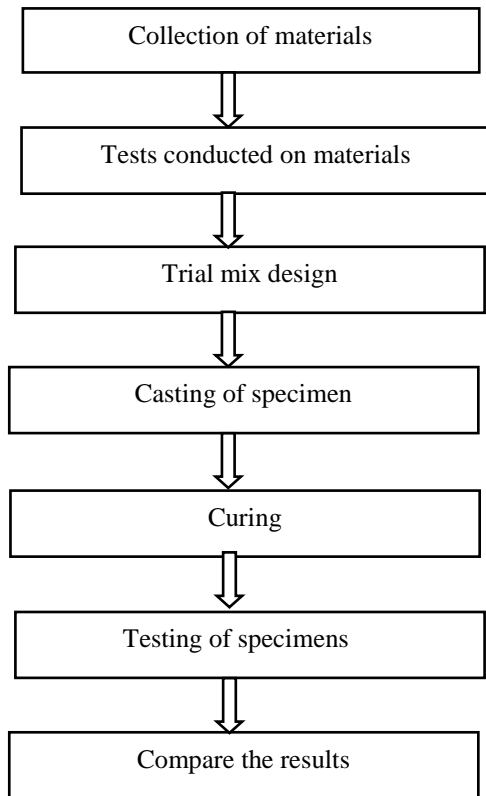 Collection of materials
Tests conducted on materials
Trial mix design
Casting of specimen
Curing
Testing of specimens
Compare the results